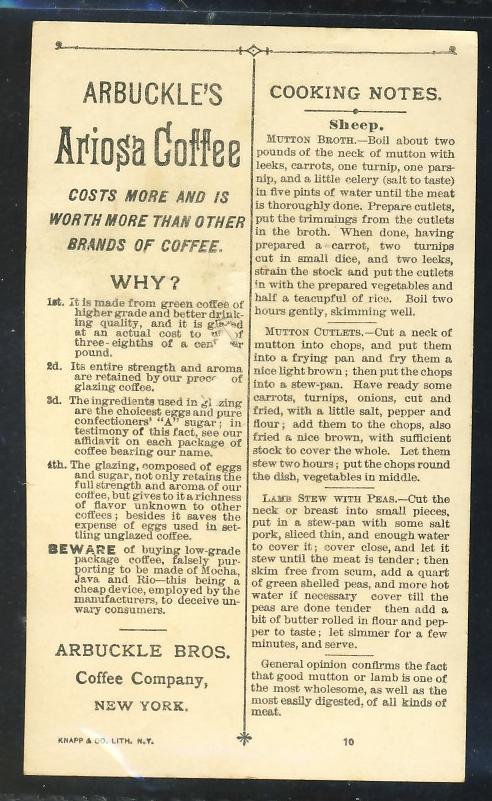 ARBUCKLE'S
Ariosa Coffee
COSTS MORE AND IS
WORTH MORE THAN OTHER
BRANDS OF COFFEE.
WHY?
1st. It is made from green coffee of
higher grade and better drink-
ing quality, and it is
at an actual cost to of
three-eighths of a
pound.
2d. Its entire strength and aroma
are retained by our of
glazing coffee.
3d. The ingredients used in
are the choicest eggs and pure
confectioners' "A" sugar; in
testimony of this fact, see our
affidavit on each package of
coffee bearing our name.
4th. The glazing, composed of eggs
and sugar, not only retains the
full strength and aroma of our
coffee, but gives to it a richness
of flavor unknown to other
coffees; besides it saves the
expense of eggs used in set-
tling unglazed coffee.
BEWARE of buying low-grade
package coffee, falsely pur-
porting to be made of Mocha,
Java and Rio—this being a
cheap device, employed by the
manufacturers, to deceive un-
wary consumers.
ARBUCKLE BROS.
Coffee Company,
NEW YORK.
KNAPP & CO. LITH. N.Y.
COOKING NOTES.
Sheep.
MUTTON BROTH.—Boil about two
pounds of the neck of mutton with
leeks, carrots, one turnip, one pars-
nip, and a little celery (salt to taste)
in five pints of water until the meat
is thoroughly done. Prepare cutlets,
put the trimmings from the cutlets
in the broth. When done, having
prepared a carrot, two turnips
cut in small dice, and two leeks,
strain the stock and put the cutlets
in with the prepared vegetables and
half a teacupful of rice. Boil two
hours gently, skimming well.
MUTTON CUTLETS.—Cut a neck of
mutton into chops, and put them
into a frying pan and fry them a
nice light brown; then put the chops
into a stew-pan. Have ready some
carrots, turnips, onions, cut and
fried, with a little salt, pepper and
flour; add them to the chops, also
fried a nice brown, with sufficient
stock to cover the whole. Let them
stew two hours; put the chops round
the dish, vegetables in middle.
LAMB STEW WITH PEAS.—Cut the
neck or breast into small pieces,
put in a stew-pan with some salt
pork, sliced thin, and enough water
to cover it; cover close, and let it
stew until the meat is tender; then
skim free from scum, add a quart
of green shelled peas, and more hot
water if necessary cover till the
peas are done tender then add a
bit of butter rolled in flour and pep-
per to taste; let simmer for a few
minutes, and serve.
General opinion confirms the fact
that good mutton or lamb is one of
the most wholesome, as well as the
most easily digested, of all kinds of
meat.
10